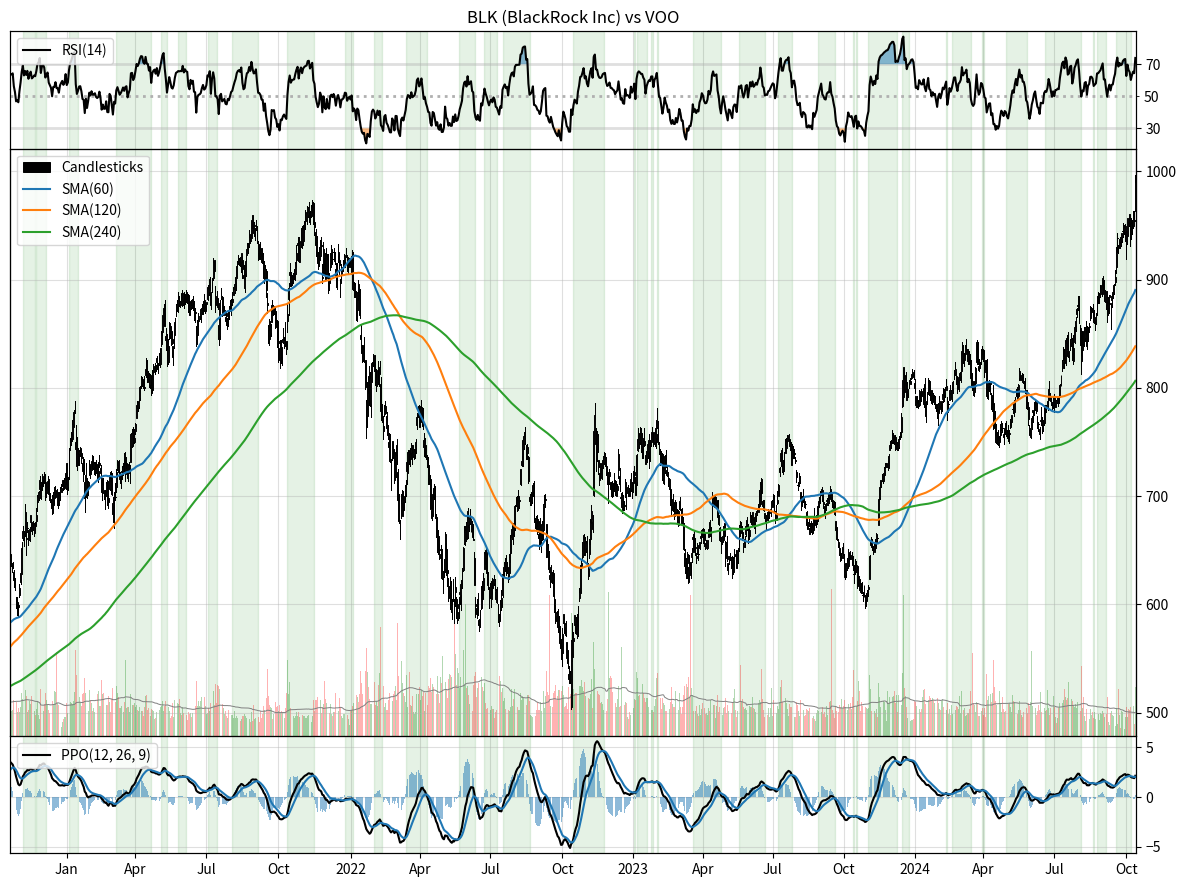 BLK (BlackRock Inc) vs VOO
RSI(14)
70
50
30
Candlesticks
SMA(60)
SMA(120)
SMA(240)
1000
900
800
700
600
500
PPO(12, 26, 9)
5
0
−5
Jan Apr Jul Oct 2022 Apr Jul Oct 2023 Apr Jul Oct 2024 Apr Jul Oct